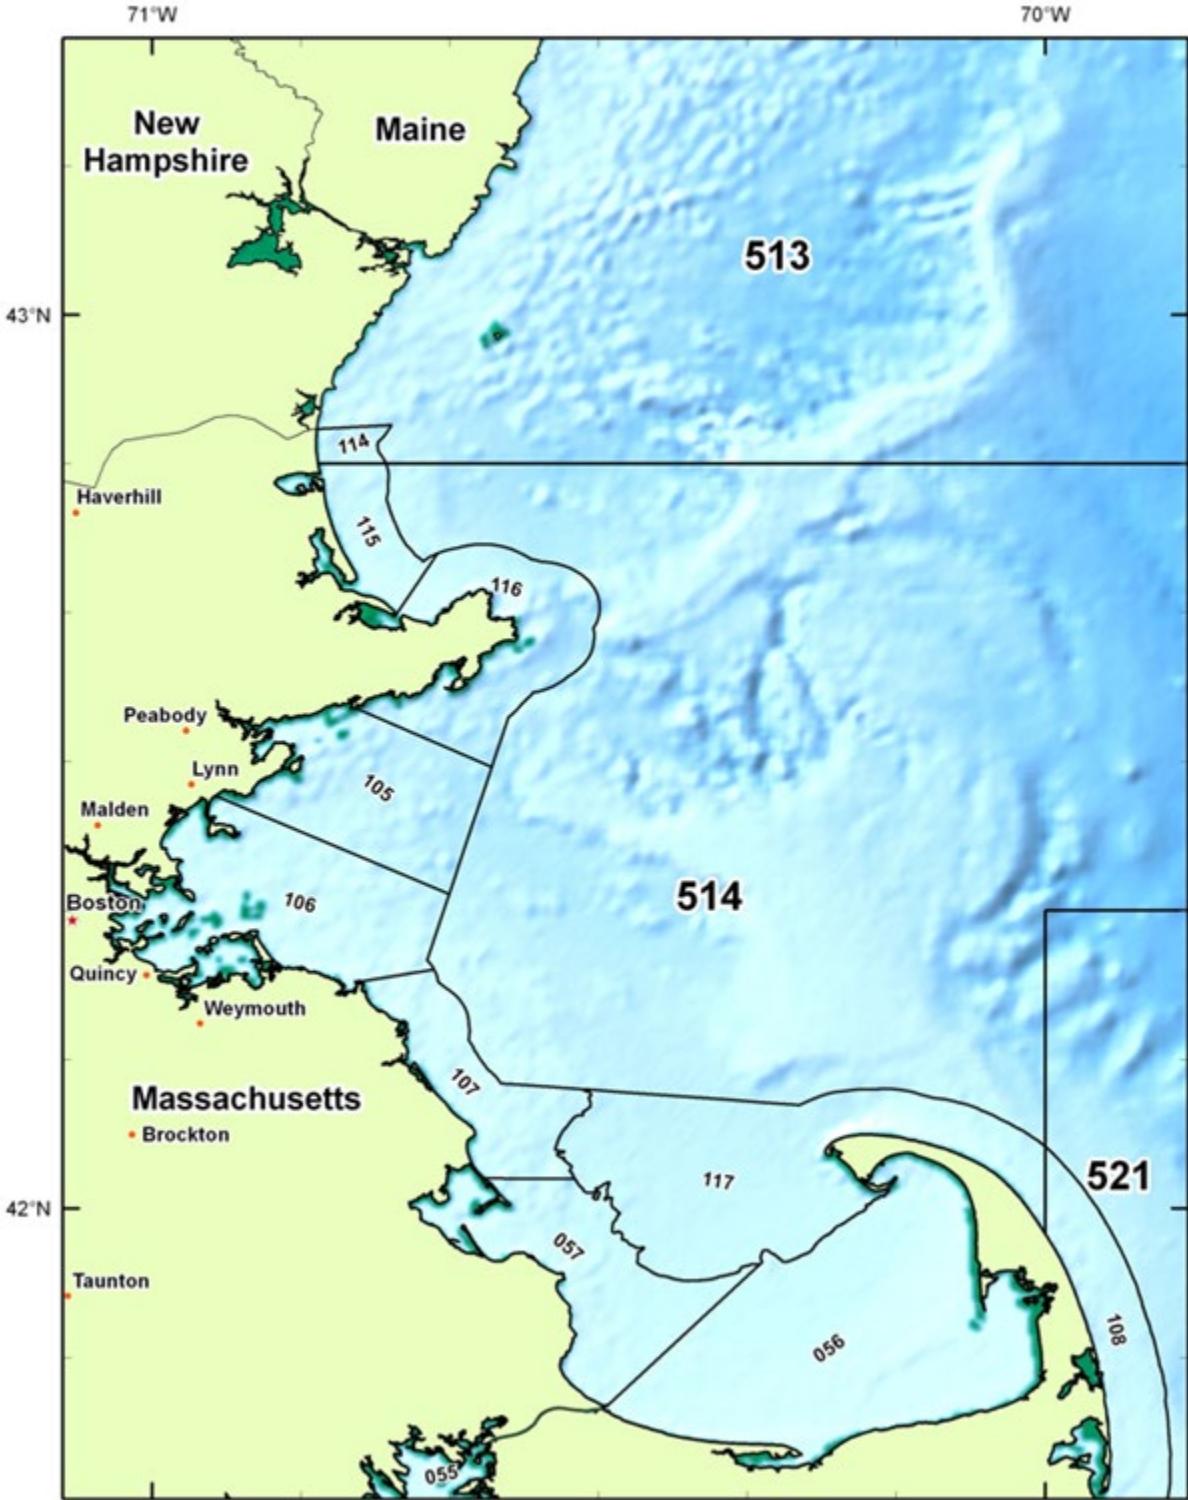 71°W
70°W
New
Hampshire
Maine
513
43°N
114
Haverhill
115
116
Peabody
Lynn
105
Malden
514
Boston
106
Quincy
Weymouth
107
Massachusetts
Brockton
521
117
42°N
057
Taunton
108
056
055